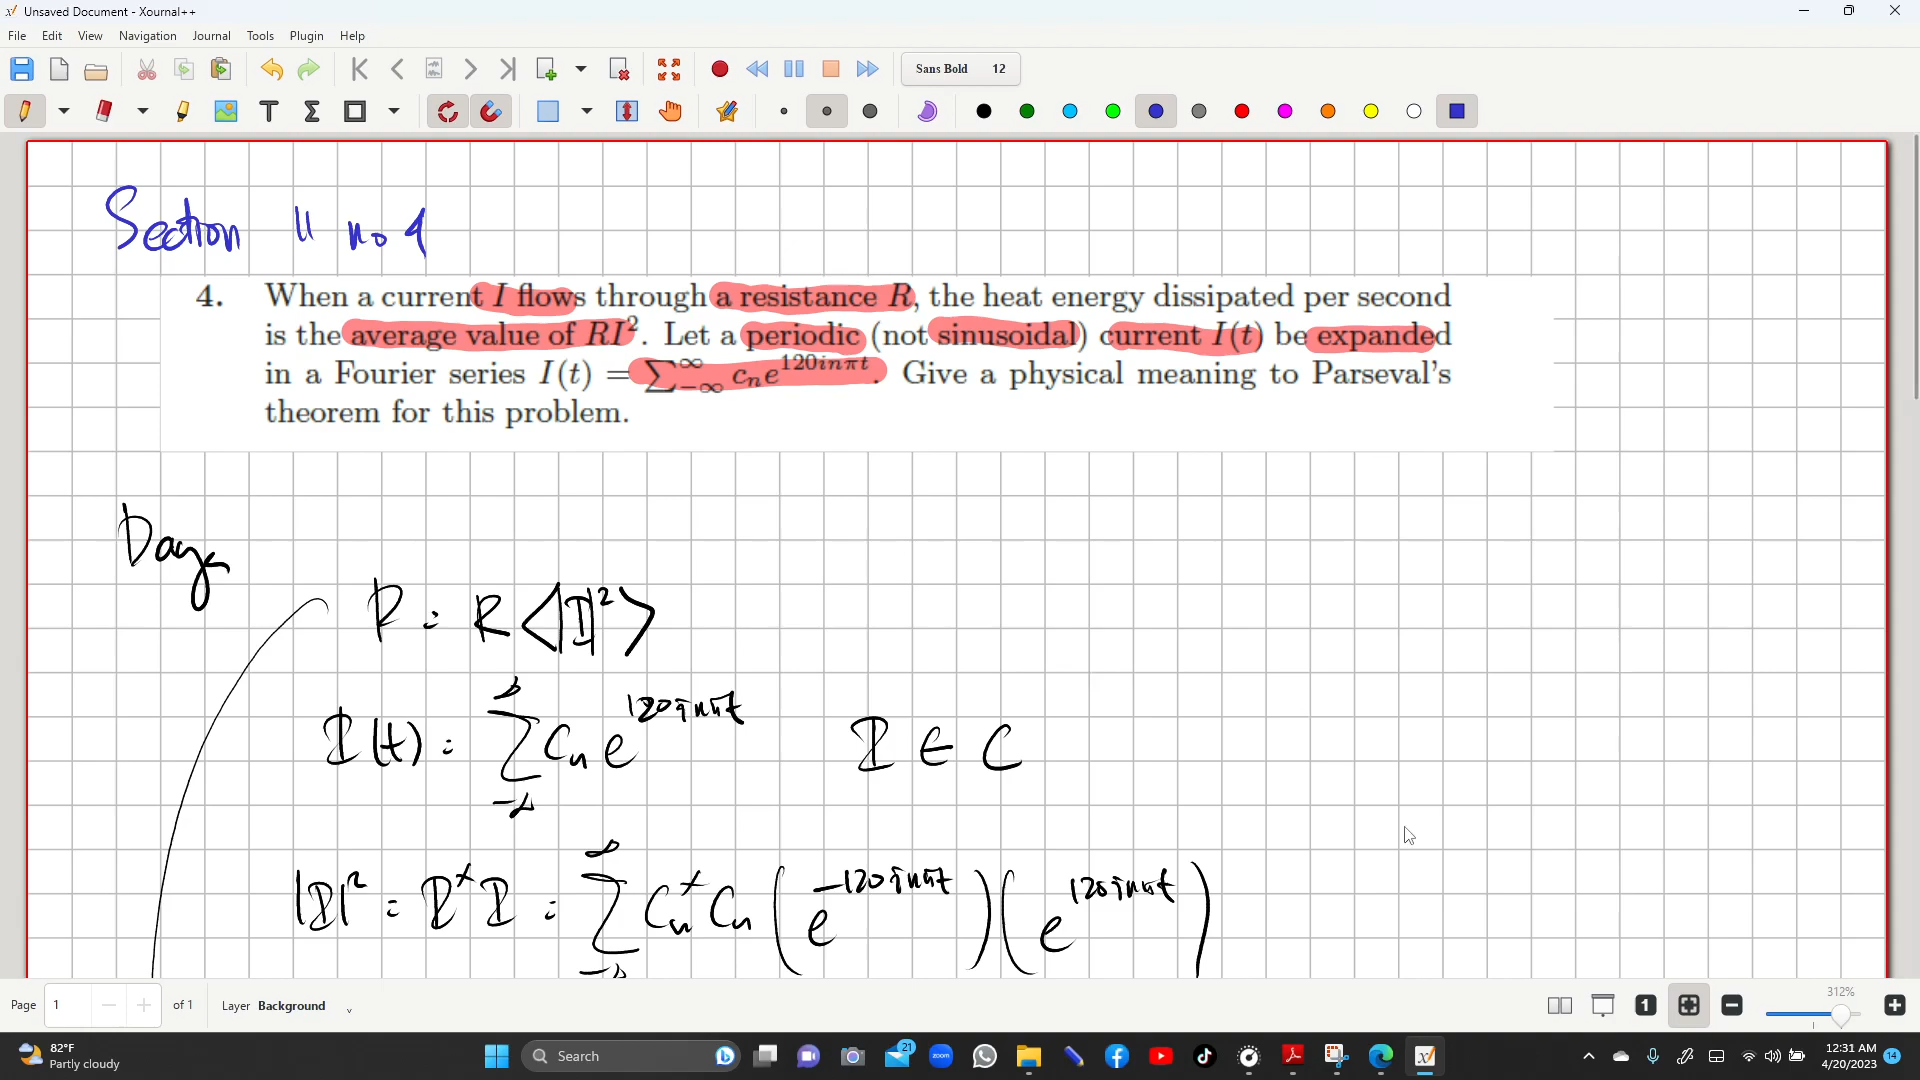 Unsaved Document - Xournal++
File Edit View Navigation Journal Tools Plugin Help
Sans Bold 12
Section 11 no 4
4. When a current I flows through a resistance R, the heat energy dissipated per second
is the average value of RI². Let a periodic (not sinusoidal) current I(t) be expanded
in a Fourier series I(t) = ∑_{-∞}^{∞} cₙe^{120inπt}. Give a physical meaning to Parseval's
theorem for this problem.
P = R<|I|²>
I(t) = ∑_{-∞}^{∞} Cₙ e^{120inπt} I ∈ C
|I|² = I* I = ∑_{-∞}^{∞} Cₙ* Cₙ (e^{-120inπt})(e^{120inπt})
Page 1 of 1 Layer Background 312%
82°F
Partly cloudy
Search
21
zoom
12:31 AM
4/20/2023
14